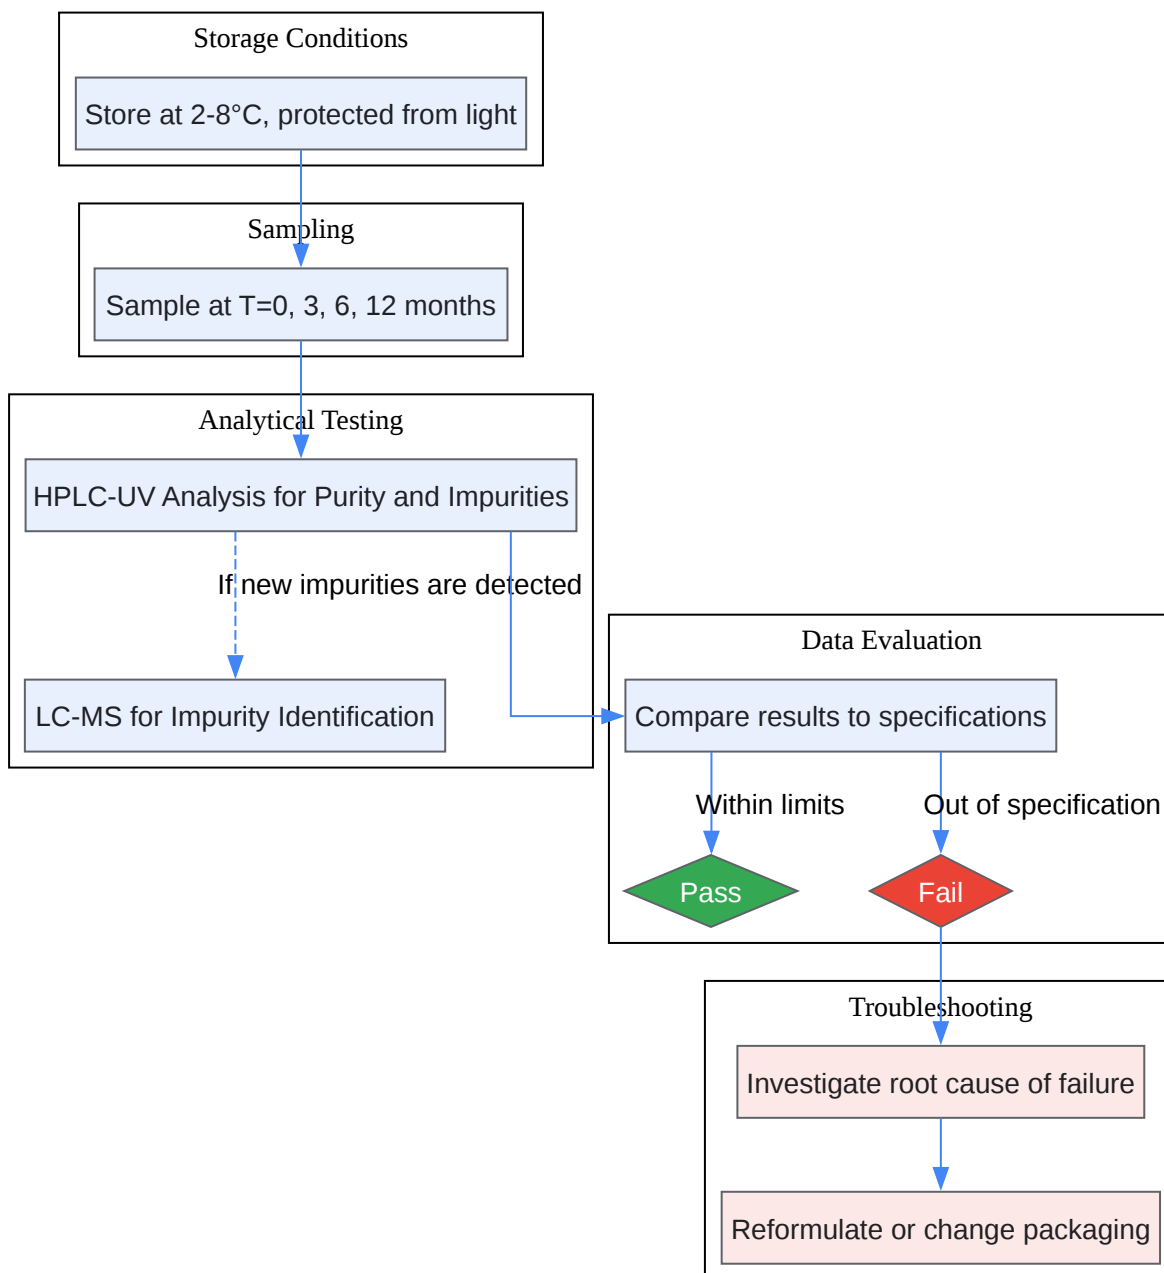 Storage Conditions
Store at 2-8°C, protected from light
Sampling
Sample at T=0, 3, 6, 12 months
Analytical Testing
HPLC-UV Analysis for Purity and Impurities
If new impurities are detected
LC-MS for Impurity Identification
Data Evaluation
Compare results to specifications
Within limits
Out of specification
Pass
Fail
Troubleshooting
Investigate root cause of failure
Reformulate or change packaging